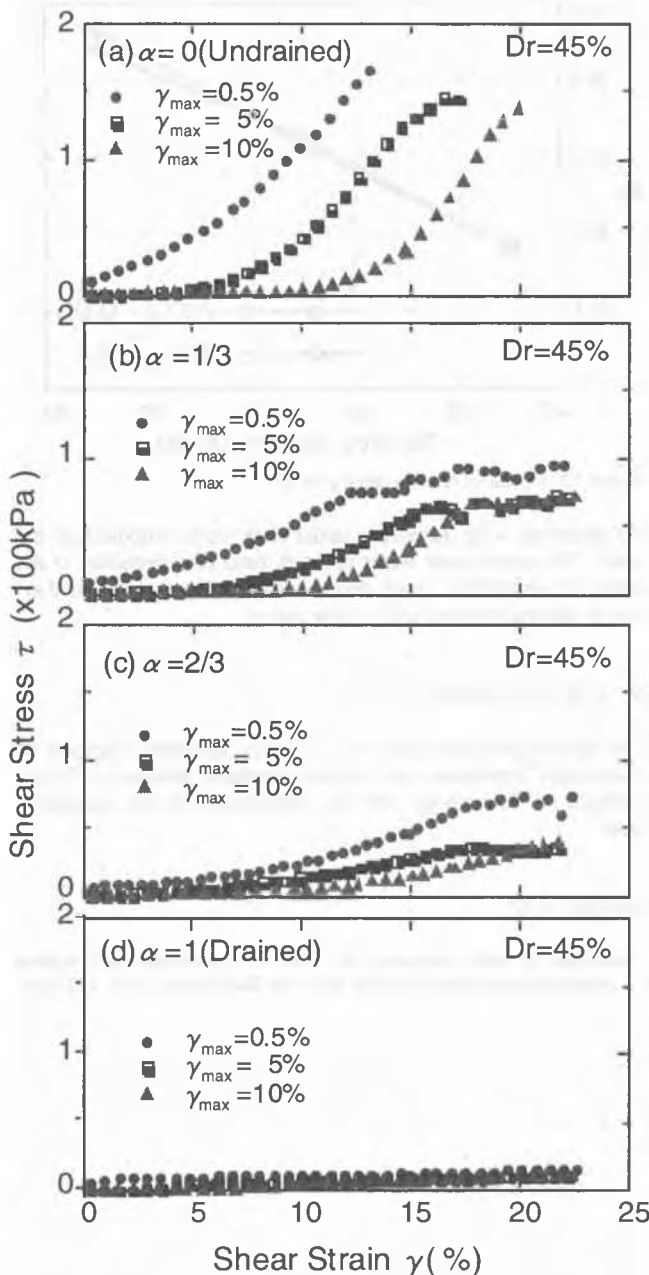 2
(a) α = 0(Undrained) Dr=45%
γmax=0.5%
γmax= 5%
γmax=10%
1
0
2
(b) α =1/3 Dr=45%
γmax=0.5%
γmax= 5%
γmax=10%
1
0
2
(c) α =2/3 Dr=45%
γmax=0.5%
γmax= 5%
γmax=10%
1
0
2
(d) α =1(Drained) Dr=45%
γmax=0.5%
γmax= 5%
γmax=10%
1
0
0 5 10 15 20 25
Shear Strain γ(%)
Shear Stress τ (x100kPa)